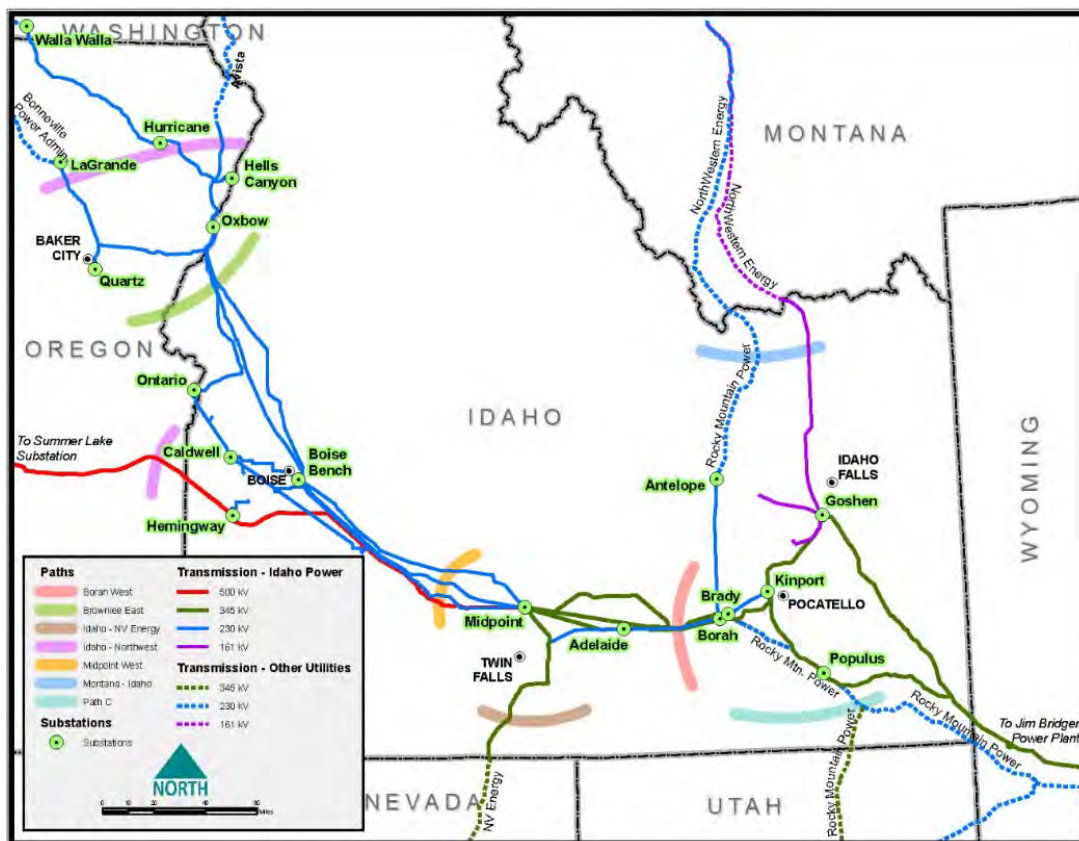 WASHINGTON
Walla Walla
Avista
Bonneville
Power Admin
Hurricane
LaGrande
Hells
Canyon
MONTANA
NorthWestern Energy
NorthWestern Energy
Oxbow
BAKER
CITY
Quartz
OREGON
Ontario
IDAHO
Rocky Mountain Power
WYOMING
To Summer Lake
Substation
Caldwell
Boise
Bench
BOISE
Antelope
IDAHO
FALLS
Goshen
Hemingway
Kinport
POCATELLO
Brady
Borah
Midpoint
Adelaide
TWIN
FALLS
Rocky Mtn. Power
Populus
Rocky Mountain Power
Rocky Mountain Power
To Jim Bridger
Power Plant
NEVADA
NV Energy
UTAH
Paths
Borah West
Brownlee East
Idaho - NV Energy
Idaho - Northwest
Midpoint West
Montana - Idaho
Path C
Substations
Substations
Transmission - Idaho Power
500 kV
345 kV
230 kV
161 kV
Transmission - Other Utilities
345 kV
230 kV
161 kV
NORTH
0
20
40
Miles